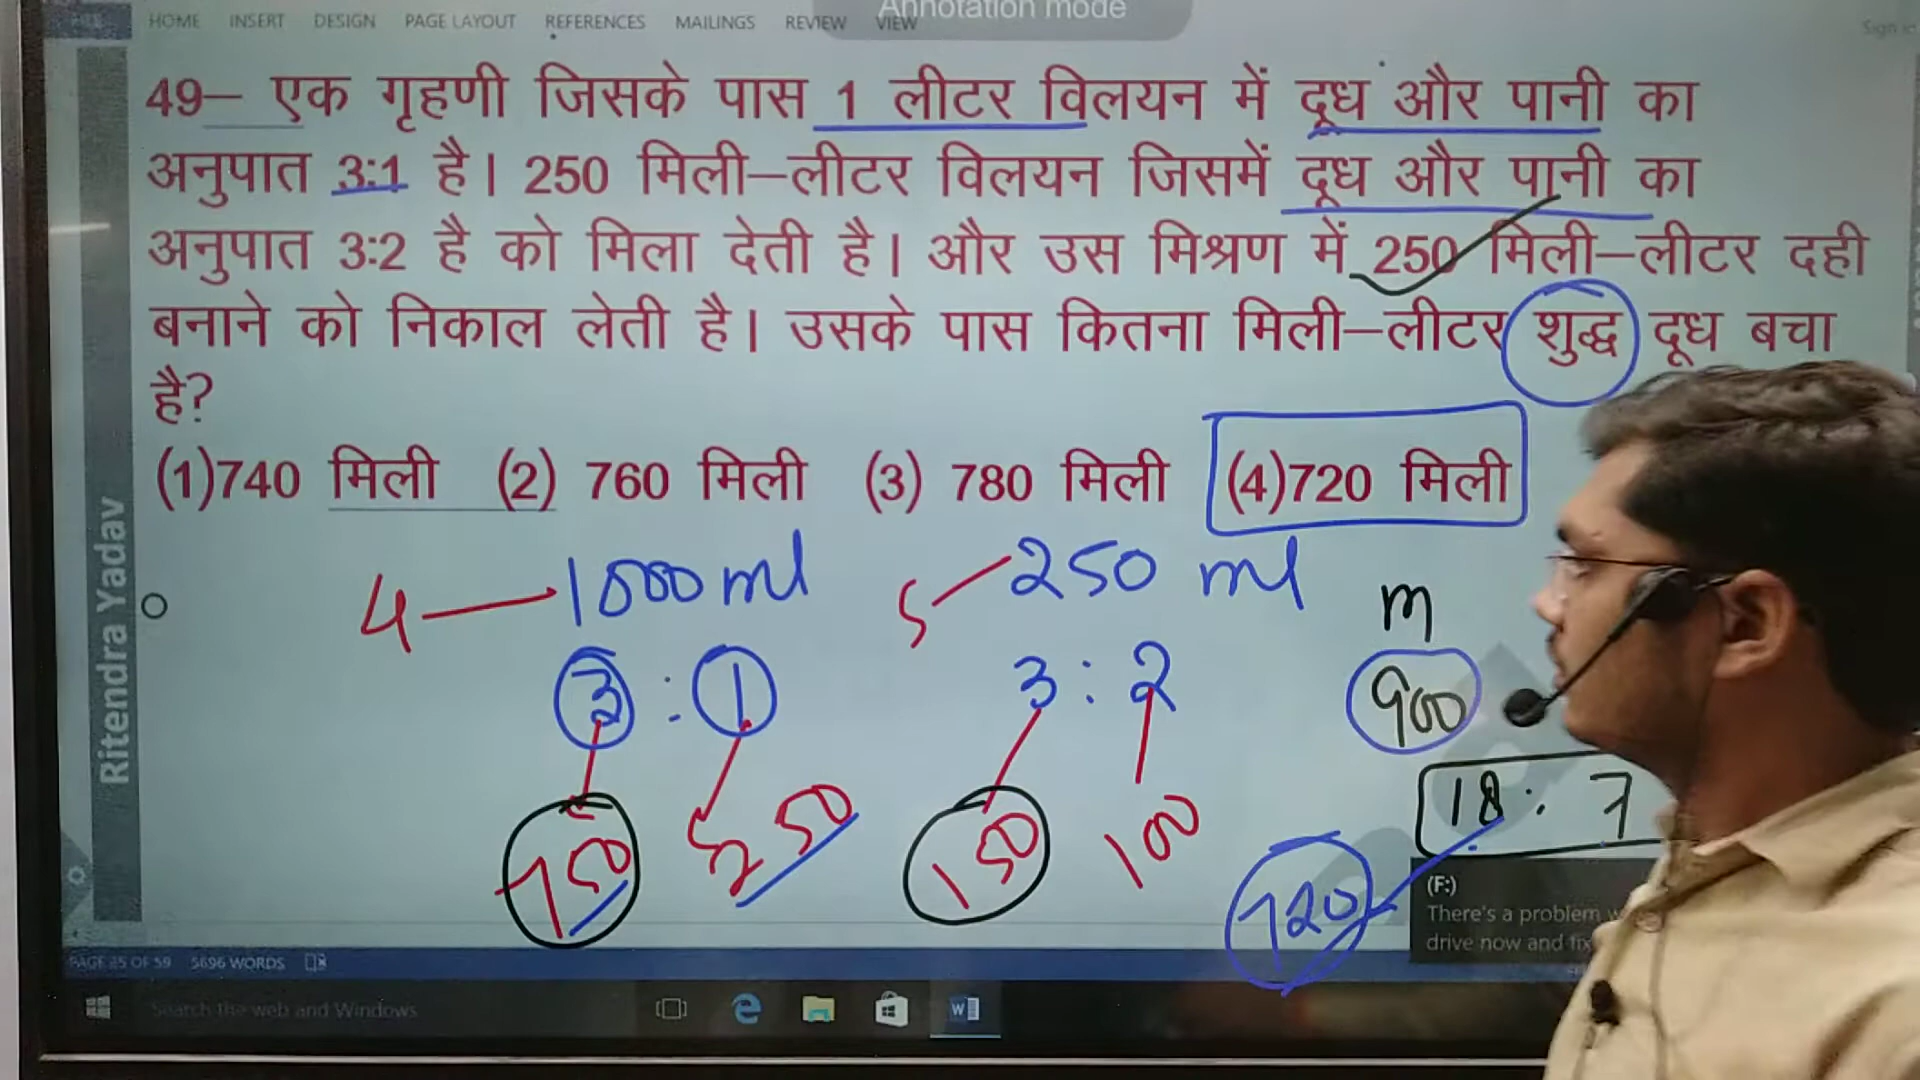 Annotation mode
HOME INSERT DESIGN PAGE LAYOUT REFERENCES MAILINGS REVIEW VIEW
Sign in
49– एक गृहणी जिसके पास 1 लीटर विलयन में दूध और पानी का
अनुपात 3:1 है। 250 मिली–लीटर विलयन जिसमें दूध और पानी का
अनुपात 3:2 है को मिला देती है। और उस मिश्रण में 250 मिली–लीटर दही
बनाने को निकाल लेती है। उसके पास कितना मिली–लीटर शुद्ध दूध बचा
है?
(1)740 मिली (2) 760 मिली (3) 780 मिली (4)720 मिली
4 1000 ml 5 250 ml m
3 : 1 3 : 2 900
18 : 7
750 250 150 100 720
Ritendra Yadav
(F:)
There's a problem
drive now and fix
PAGE 25 OF 59 5696 WORDS
Search the web and Windows